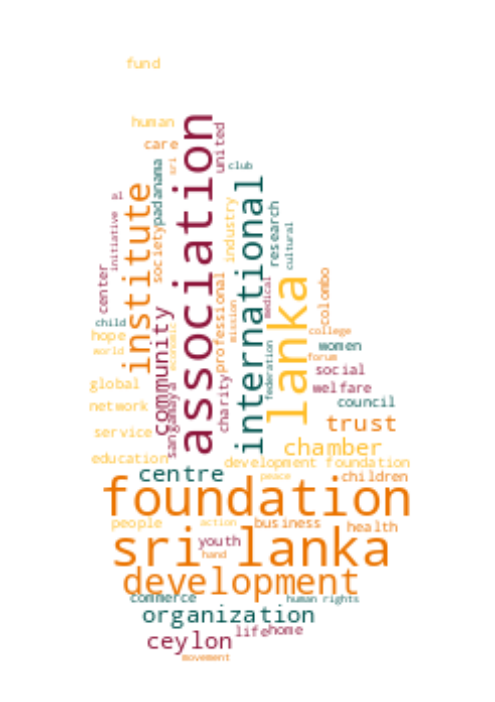 fund
human
care
sri
padanama
united
club
al
association
institute
society
international
industry
research
cultural
initiative
center
professional
medical
colombo
lanka
mission
community
economic
child
hope
world
college
women
forum
federation
global
sangamaya
charity
social
welfare
network
council
service
trust
education
chamber
development foundation
centre
peace
children
foundation
people
action
business
health
sri lanka
youth
hand
development
commerce
human rights
organization
life
home
ceylon
movement